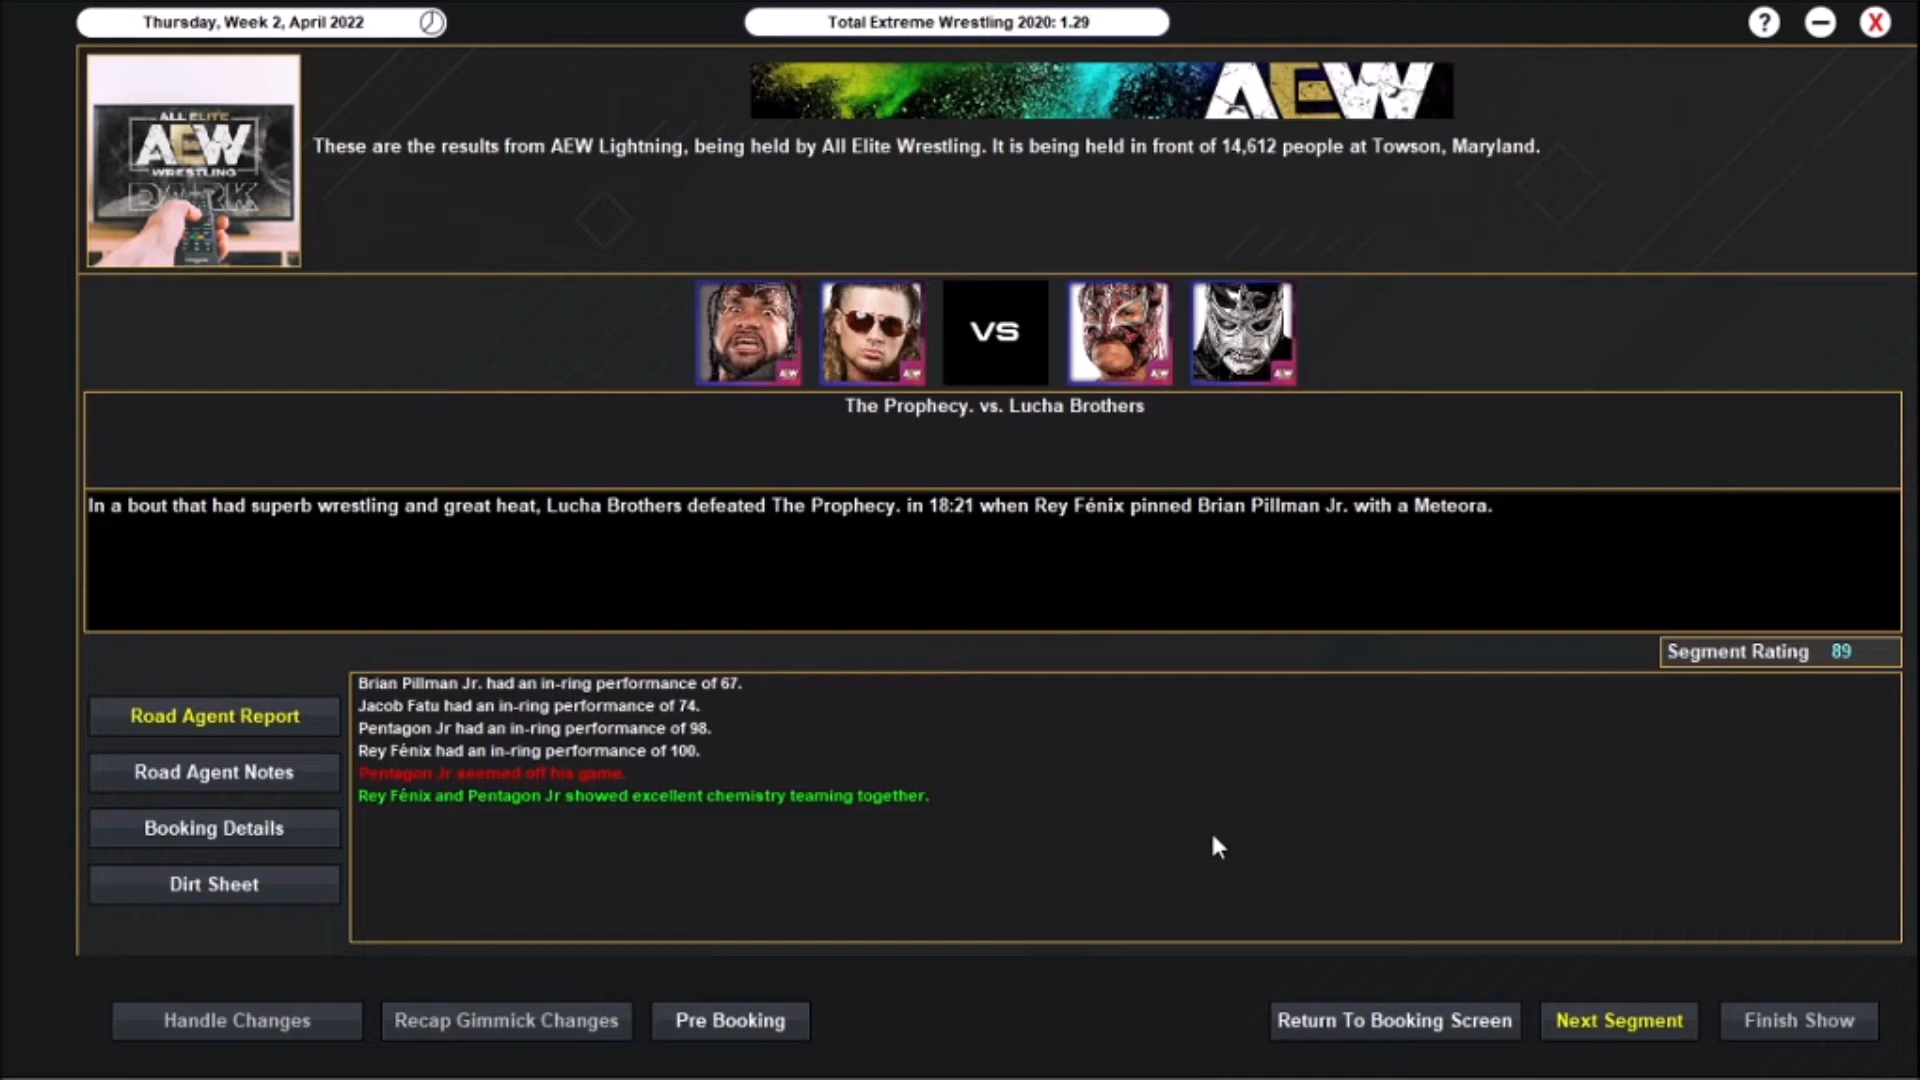 Thursday, Week 2, April 2022
Total Extreme Wrestling 2020: 1.29
?
X
AEW
ALL ELITE
AEW
WRESTLING
DARK
These are the results from AEW Lightning, being held by All Elite Wrestling. It is being held in front of 14,612 people at Towson, Maryland.
AEW
AEW
VS
AEW
AEW
The Prophecy. vs. Lucha Brothers
In a bout that had superb wrestling and great heat, Lucha Brothers defeated The Prophecy. in 18:21 when Rey Fénix pinned Brian Pillman Jr. with a Meteora.
Segment Rating 89
Road Agent Report
Road Agent Notes
Booking Details
Dirt Sheet
Brian Pillman Jr. had an in-ring performance of 67.
Jacob Fatu had an in-ring performance of 74.
Pentagon Jr had an in-ring performance of 98.
Rey Fénix had an in-ring performance of 100.
Pentagon Jr seemed off his game.
Rey Fénix and Pentagon Jr showed excellent chemistry teaming together.
Handle Changes
Recap Gimmick Changes
Pre Booking
Return To Booking Screen
Next Segment
Finish Show